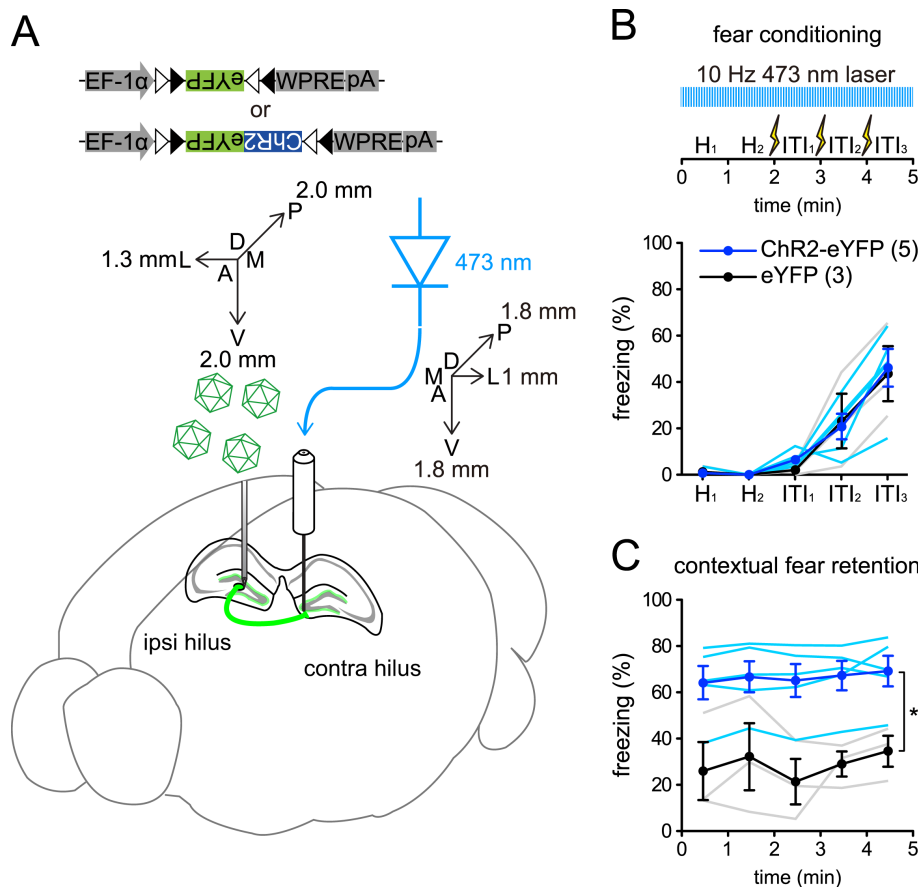 A
EF-1α eYFP WPRE pA
or
EF-1α eYFP ChR2 WPRE pA
2.0 mm
P
D
1.3 mm L M
A
V
2.0 mm
473 nm
1.8 mm
P
D
M L 1 mm
A
V
1.8 mm
ipsi hilus
contra hilus
B
fear conditioning
10 Hz 473 nm laser
H1 H2 ITI1 ITI2 ITI3
0 1 2 3 4 5
time (min)
100
80
60
40
20
0
freezing (%)
ChR2-eYFP (5)
eYFP (3)
H1 H2 ITI1 ITI2 ITI3
C
contextual fear retention
100
80
60
40
20
0
freezing (%)
*
0 1 2 3 4 5
time (min)